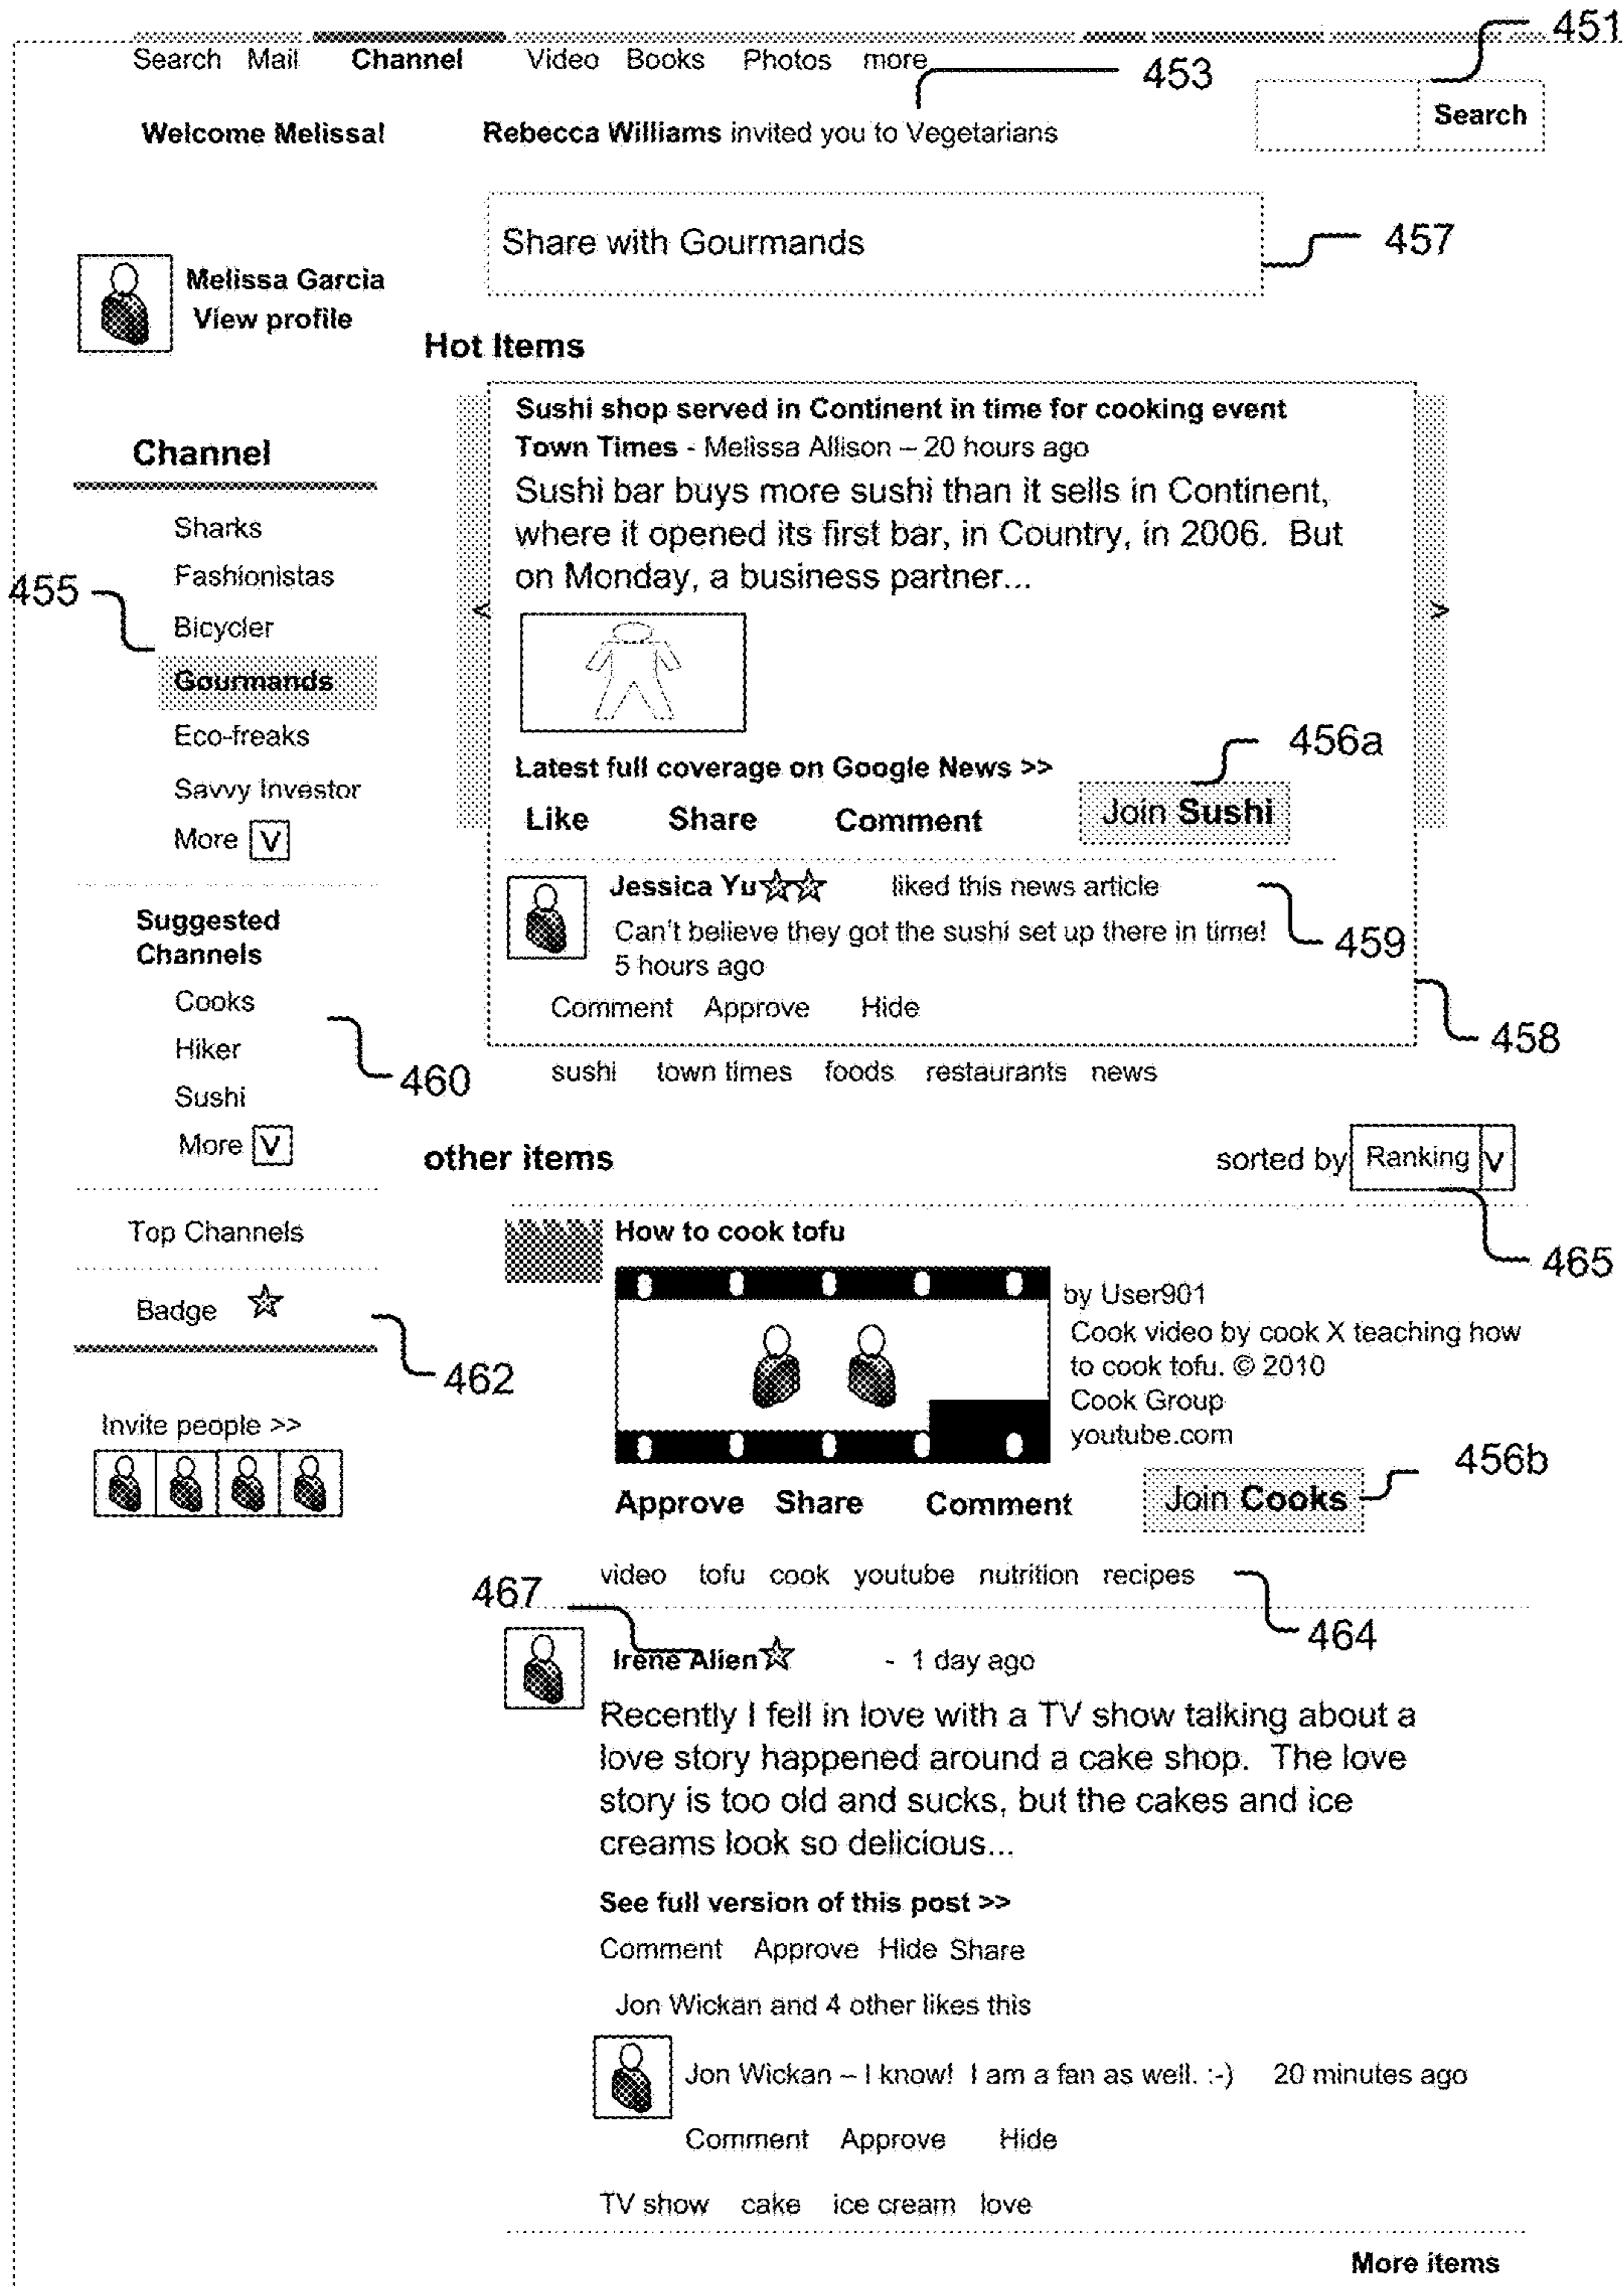 451
Search Mail Channel Video Books Photos more
453
Search
Welcome Melissa!
Rebecca Williams invited you to Vegetarians
Share with Gourmands
457
Melissa Garcia
View profile
Hot Items
Channel
Sharks
Fashionistas
455
Bicycler
Gourmands
Eco-freaks
Savvy Investor
More V
Suggested
Channels
Cooks
Hiker
460
Sushi
More V
Top Channels
Badge
462
Invite people >>
Sushi shop served in Continent in time for cooking event
Town Times - Melissa Allison – 20 hours ago
Sushi bar buys more sushi than it sells in Continent,
where it opened its first bar, in Country, in 2006. But
on Monday, a business partner...
< >
456a
Latest full coverage on Google News >>
Like Share Comment Join Sushi
Jessica Yu liked this news article
Can't believe they got the sushi set up there in time!
459
5 hours ago
Comment Approve Hide
458
sushi town times foods restaurants news
other items
sorted by Ranking V
465
How to cook tofu
by User901
Cook video by cook X teaching how
to cook tofu. © 2010
Cook Group
youtube.com
456b
Approve Share Comment Join Cooks
video tofu cook youtube nutrition recipes
467
464
Irene Alien - 1 day ago
Recently I fell in love with a TV show talking about a
love story happened around a cake shop. The love
story is too old and sucks, but the cakes and ice
creams look so delicious...
See full version of this post >>
Comment Approve Hide Share
Jon Wickan and 4 other likes this
Jon Wickan – I know! I am a fan as well. :-) 20 minutes ago
Comment Approve Hide
TV show cake ice cream love
More items